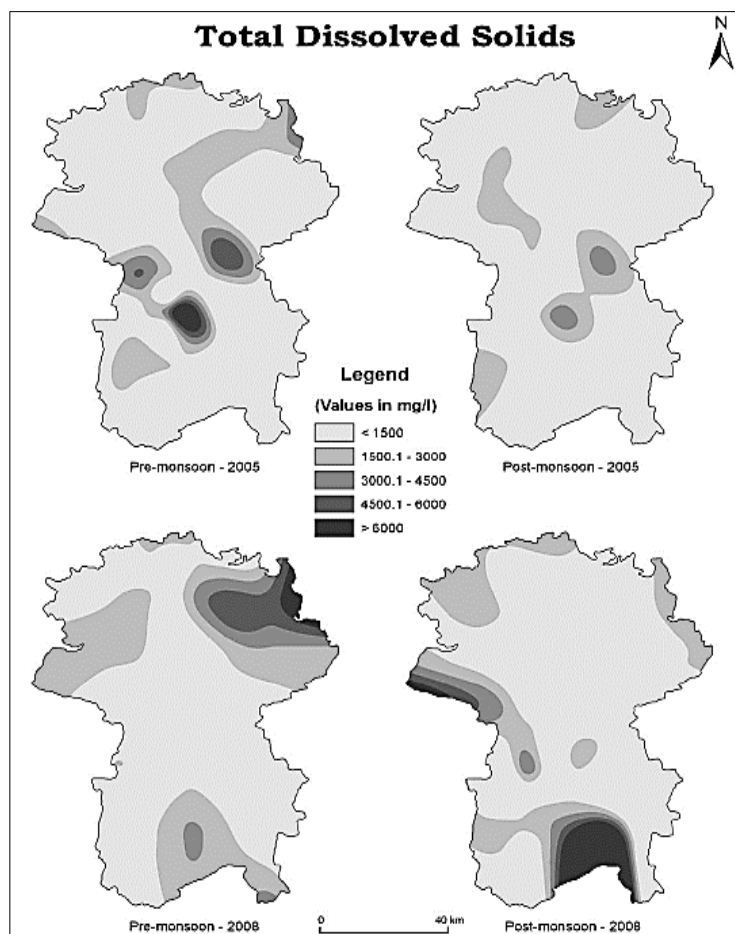 Total Dissolved Solids
N
Legend
(Values in mg/l)
< 1500
1500.1 - 3000
3000.1 - 4500
4500.1 - 6000
> 6000
Pre-monsoon - 2005
Post-monsoon - 2005
0 40 km
Pre-monsoon - 2008
Post-monsoon - 2008